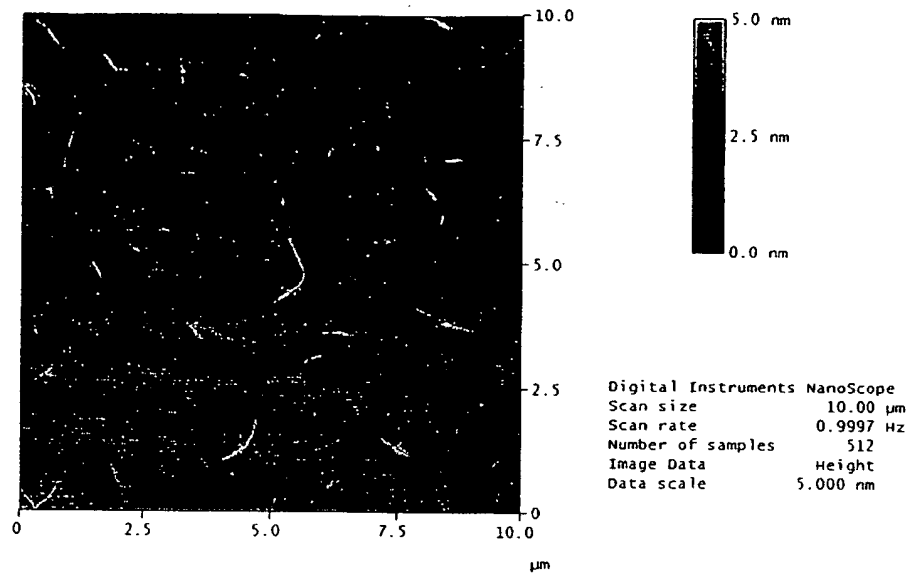 10.0
7.5
5.0
2.5
0
0 2.5 5.0 7.5 10.0
µm
5.0 nm
2.5 nm
0.0 nm
Digital Instruments NanoScope
Scan size 10.00 µm
Scan rate 0.9997 Hz
Number of samples 512
Image Data Height
Data scale 5.000 nm